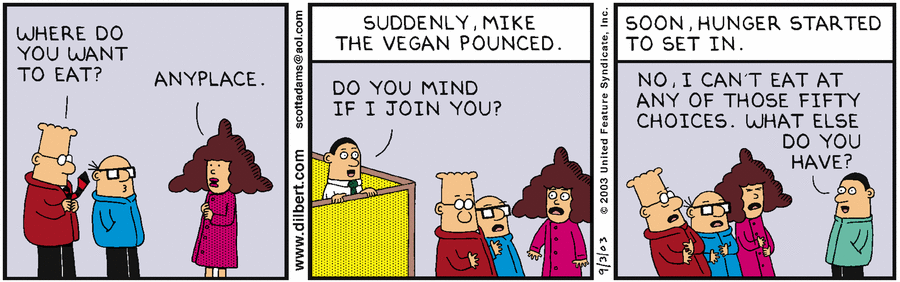 WHERE DO
YOU WANT
TO EAT?
ANYPLACE.
www.dilbert.com scottadams@aol.com
SUDDENLY, MIKE
THE VEGAN POUNCED.
DO YOU MIND
IF I JOIN YOU?
9/3/03 © 2003 United Feature Syndicate, Inc.
SOON, HUNGER STARTED
TO SET IN.
NO, I CAN'T EAT AT
ANY OF THOSE FIFTY
CHOICES. WHAT ELSE
DO YOU
HAVE?